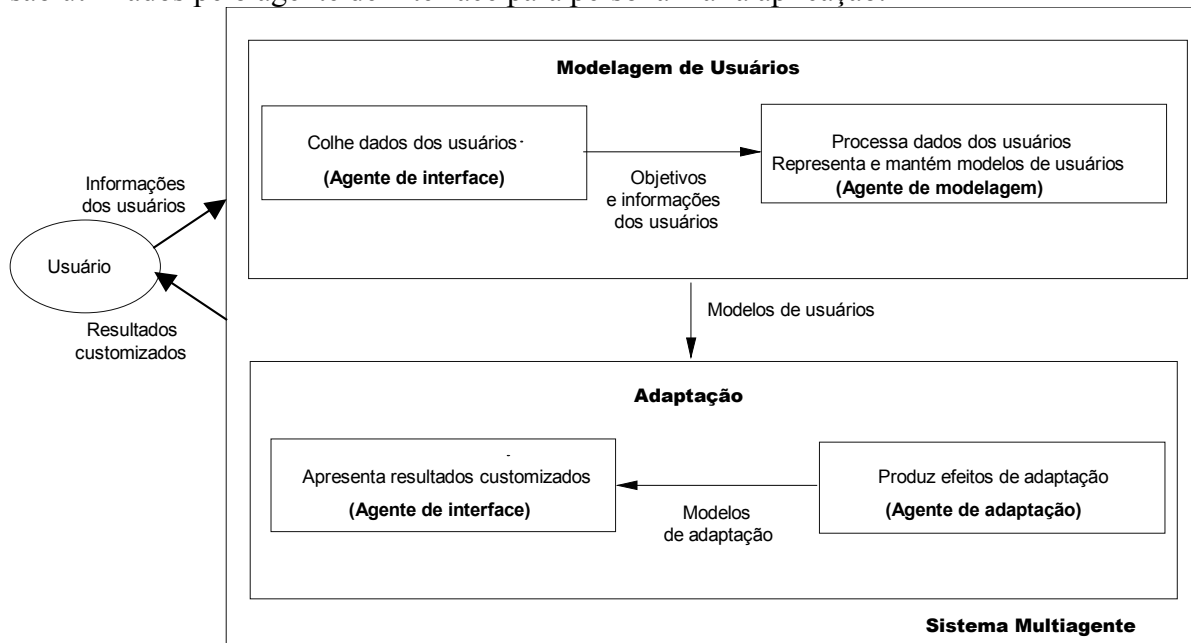 Modelagem de Usuários
Colhe dados dos usuários
(Agente de interface)
Objetivos
e informações
dos usuários
Processa dados dos usuários
Representa e mantém modelos de usuários
(Agente de modelagem)
Informações
dos usuários
Usuário
Resultados
customizados
Modelos de usuários
Adaptação
Apresenta resultados customizados
(Agente de interface)
Modelos
de adaptação
Produz efeitos de adaptação
(Agente de adaptação)
Sistema Multiagente